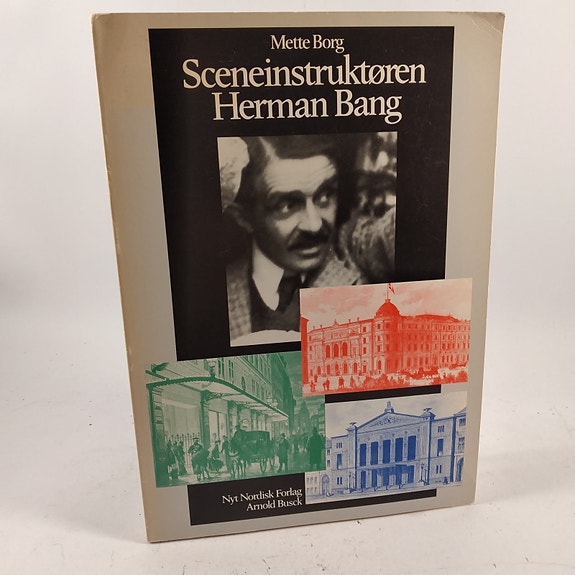 Mette Borg
Sceneinstruktøren
Herman Bang
Nyt Nordisk Forlag
Arnold Busck